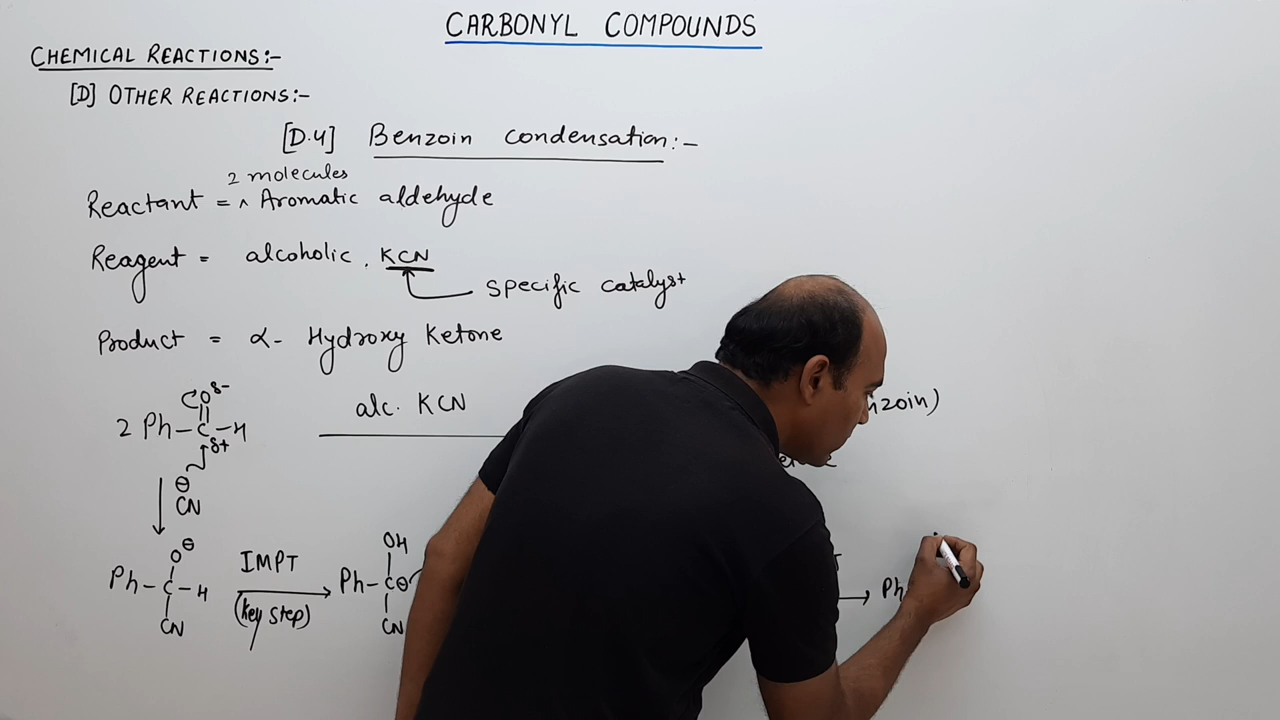 CARBONYL COMPOUNDS
CHEMICAL REACTIONS:-
[D] OTHER REACTIONS:-
[D.4] Benzoin condensation:-
2 molecules
Reactant = ^ Aromatic aldehyde
Reagent = alcoholic . KCN
specific catalyst
Product = α- Hydroxy Ketone
O δ-
alc. KCN
nzoin)
2 Ph-C-H
δ+
⊖
CN
O⊖
OH
IMPT
Ph-C-H
Ph-C⊖
Ph
(Key step)
CN
CN